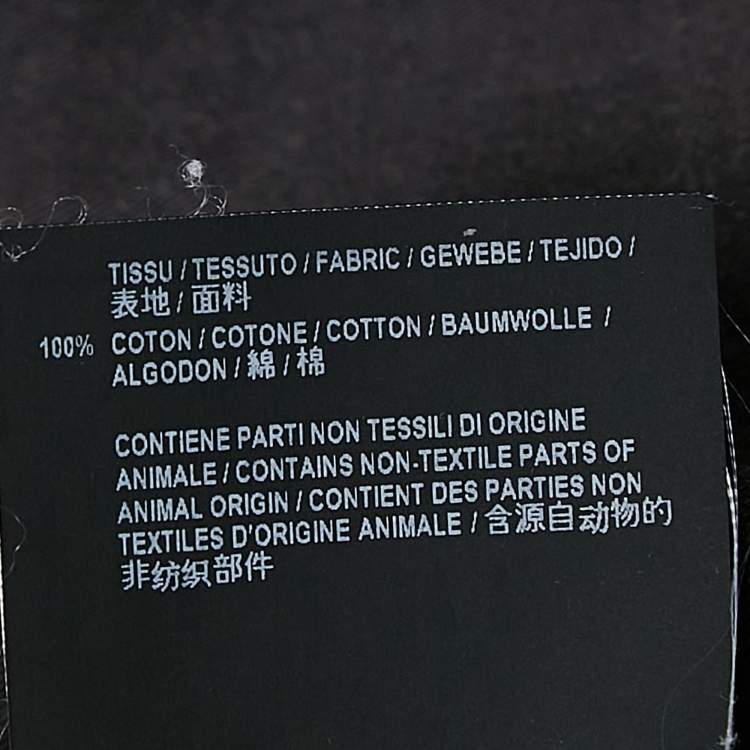 TISSU / TESSUTO / FABRIC / GEWEBE / TEJIDO /
表地 / 面料
100% COTON / COTONE / COTTON / BAUMWOLLE /
ALGODON / 綿 / 棉
CONTIENE PARTI NON TESSILI DI ORIGINE
ANIMALE / CONTAINS NON-TEXTILE PARTS OF
ANIMAL ORIGIN / CONTIENT DES PARTIES NON
TEXTILES D'ORIGINE ANIMALE / 含源自动物的
非纺织部件